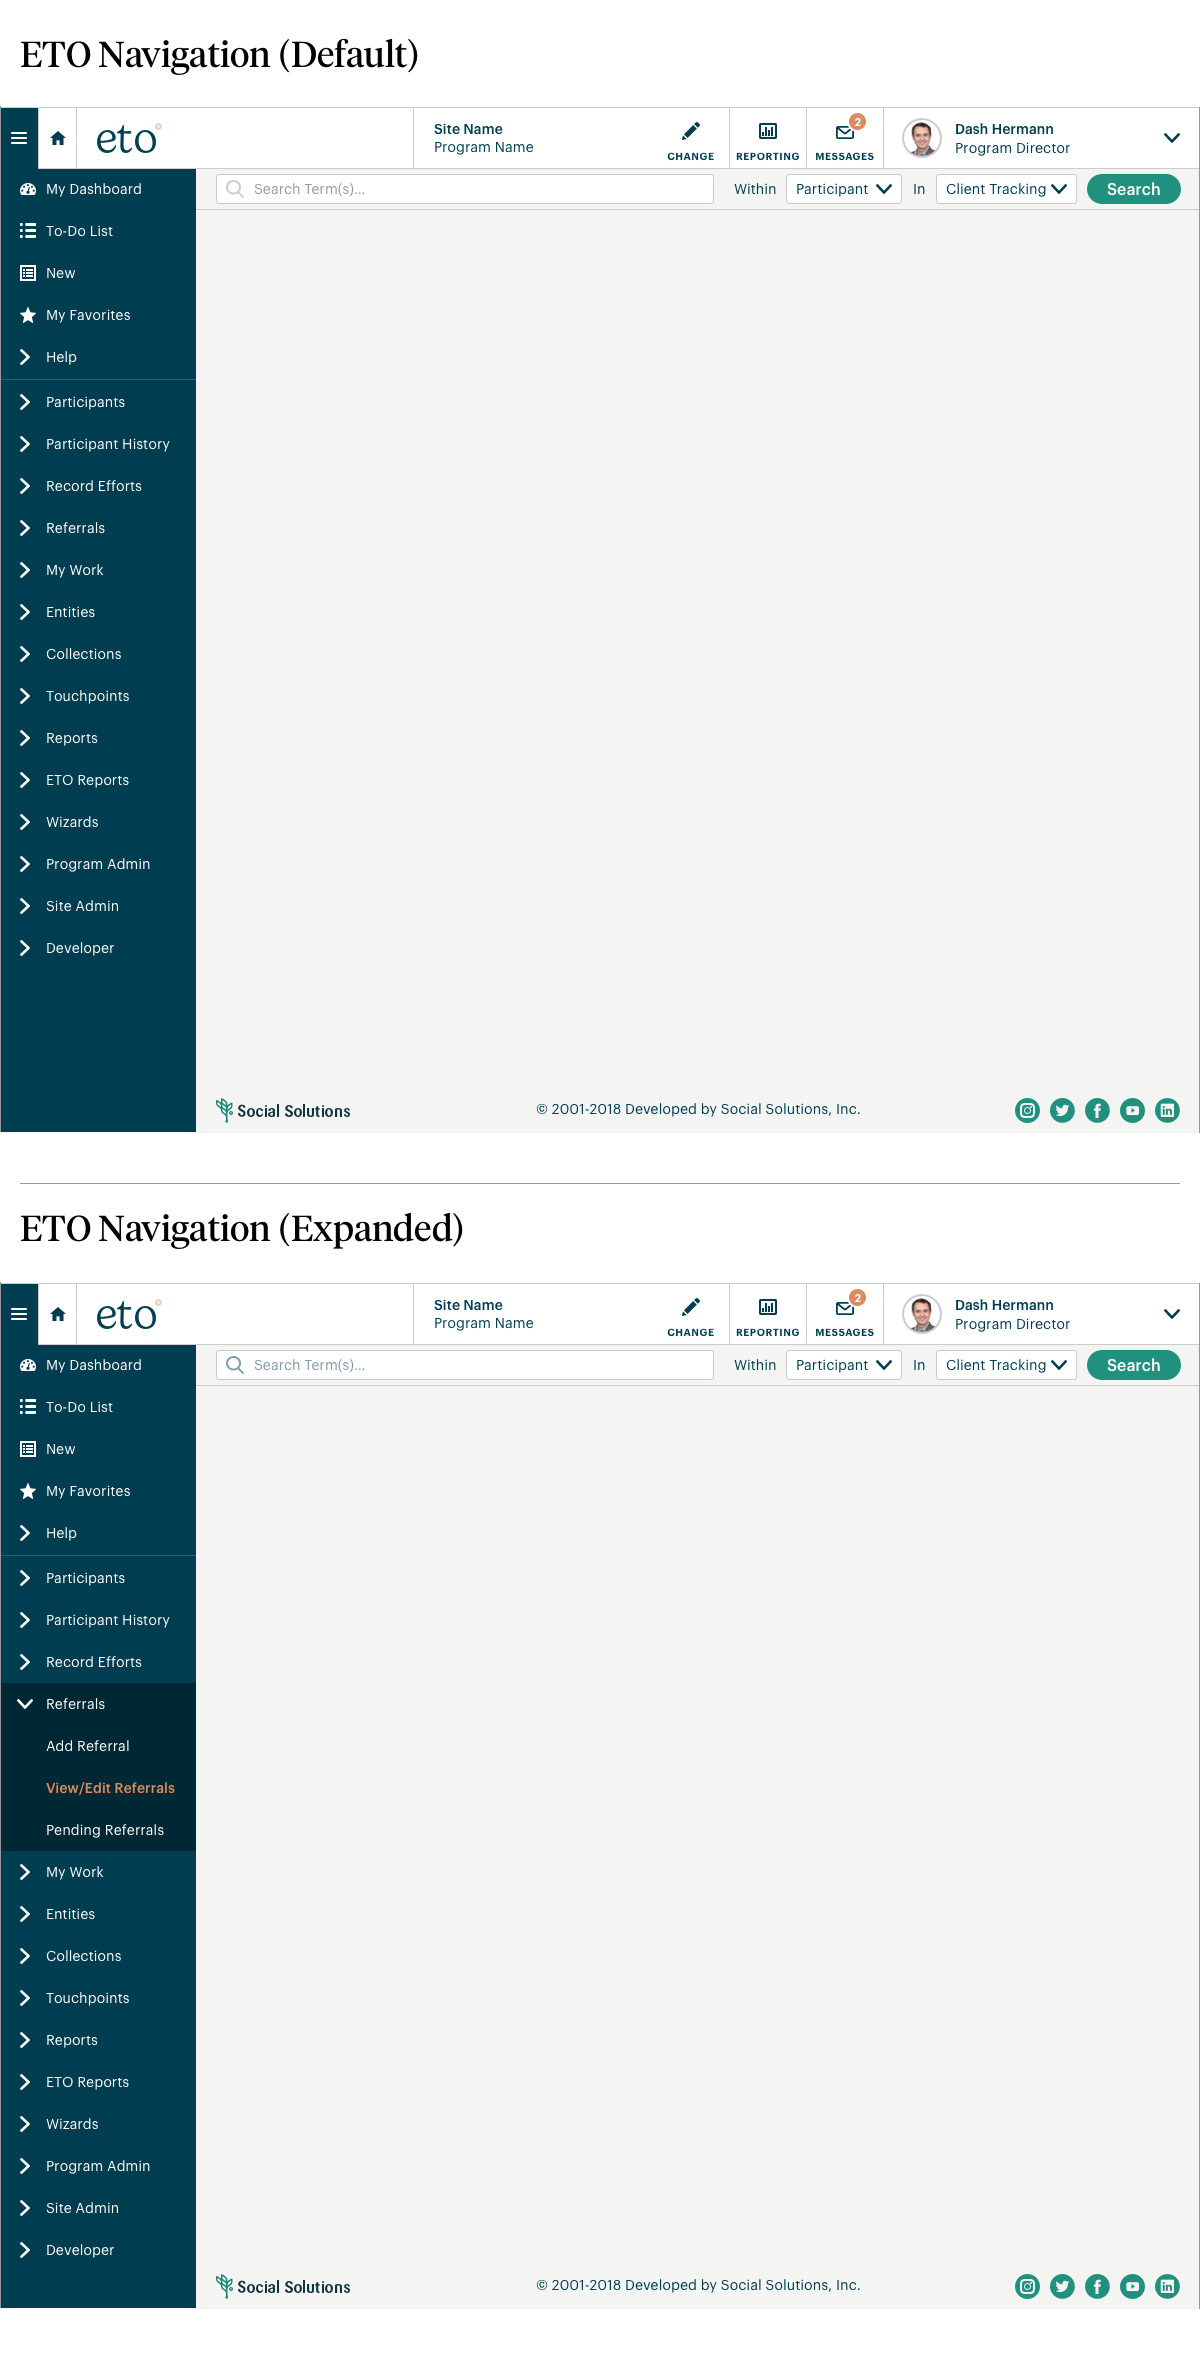 ETO Navigation (Default)
eto
Site Name
Program Name
CHANGE
REPORTING
2
MESSAGES
Dash Hermann
Program Director
My Dashboard
Search Term(s)...
Within
Participant
In
Client Tracking
Search
To-Do List
New
My Favorites
Help
Participants
Participant History
Record Efforts
Referrals
My Work
Entities
Collections
Touchpoints
Reports
ETO Reports
Wizards
Program Admin
Site Admin
Developer
Social Solutions
© 2001-2018 Developed by Social Solutions, Inc.
ETO Navigation (Expanded)
eto
Site Name
Program Name
CHANGE
REPORTING
2
MESSAGES
Dash Hermann
Program Director
My Dashboard
Search Term(s)...
Within
Participant
In
Client Tracking
Search
To-Do List
New
My Favorites
Help
Participants
Participant History
Record Efforts
Referrals
Add Referral
View/Edit Referrals
Pending Referrals
My Work
Entities
Collections
Touchpoints
Reports
ETO Reports
Wizards
Program Admin
Site Admin
Developer
Social Solutions
© 2001-2018 Developed by Social Solutions, Inc.